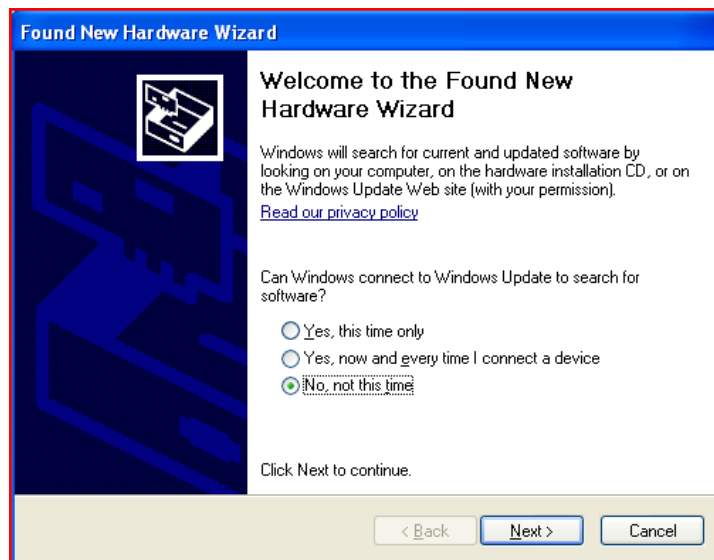 Found New Hardware Wizard
Welcome to the Found New
Hardware Wizard
Windows will search for current and updated software by
looking on your computer, on the hardware installation CD, or on
the Windows Update Web site (with your permission).
Read our privacy policy
Can Windows connect to Windows Update to search for
software?
Yes, this time only
Yes, now and every time I connect a device
No, not this time
Click Next to continue.
< Back
Next >
Cancel